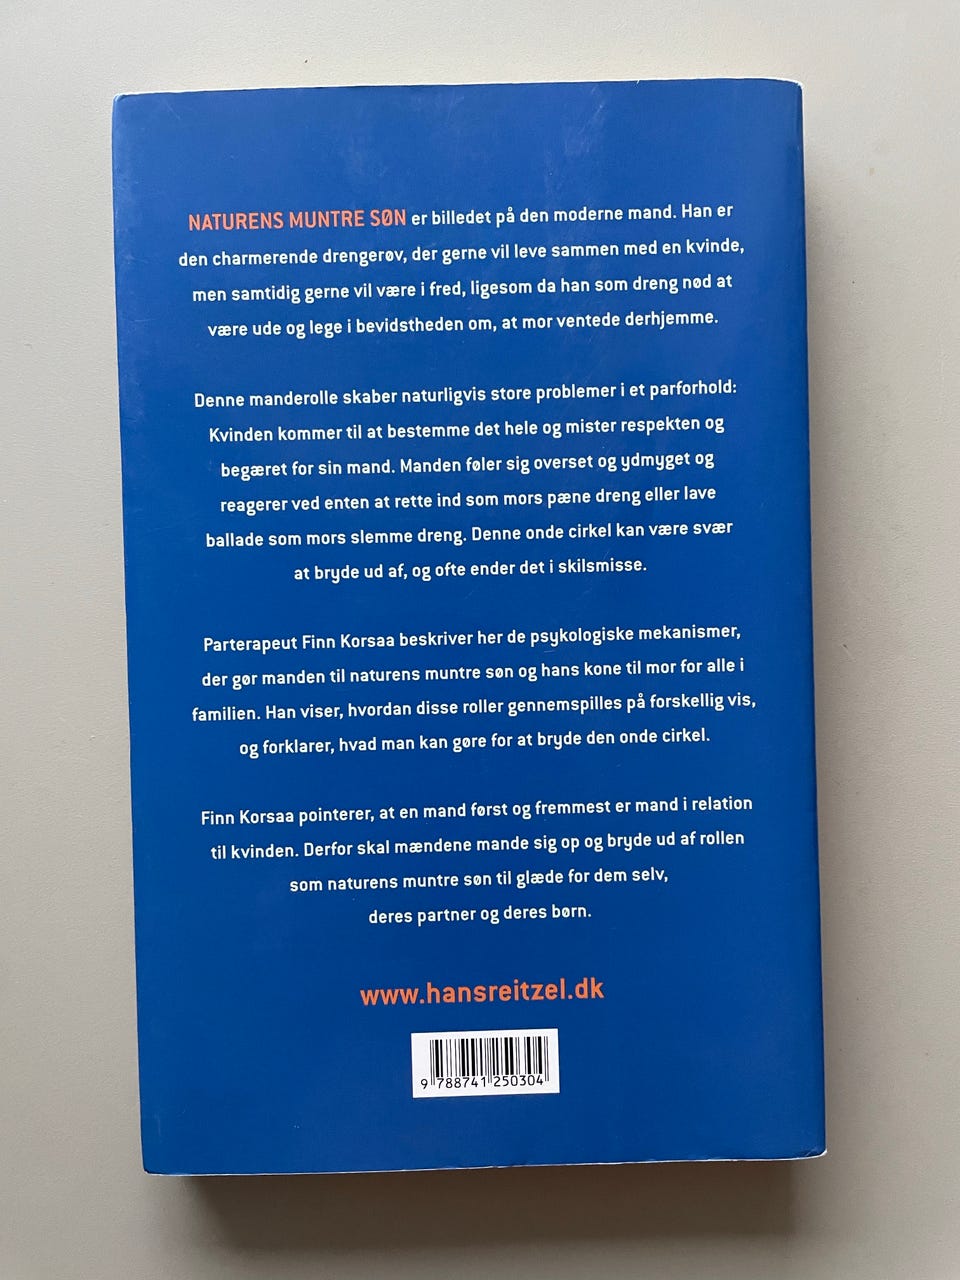 NATURENS MUNTRE SØN er billedet på den moderne mand. Han er
den charmerende drengerøv, der gerne vil leve sammen med en kvinde,
men samtidig gerne vil være i fred, ligesom da han som dreng nød at
være ude og lege i bevidstheden om, at mor ventede derhjemme.
Denne manderolle skaber naturligvis store problemer i et parforhold:
Kvinden kommer til at bestemme det hele og mister respekten og
begæret for sin mand. Manden føler sig overset og ydmyget og
reagerer ved enten at rette ind som mors pæne dreng eller lave
ballade som mors slemme dreng. Denne onde cirkel kan være svær
at bryde ud af, og ofte ender det i skilsmisse.
Parterapeut Finn Korsaa beskriver her de psykologiske mekanismer,
der gør manden til naturens muntre søn og hans kone til mor for alle i
familien. Han viser, hvordan disse roller gennemspilles på forskellig vis,
og forklarer, hvad man kan gøre for at bryde den onde cirkel.
Finn Korsaa pointerer, at en mand først og fremmest er mand i relation
til kvinden. Derfor skal mændene mande sig op og bryde ud af rollen
som naturens muntre søn til glæde for dem selv,
deres partner og deres børn.
www.hansreitzel.dk
9 788741 250304